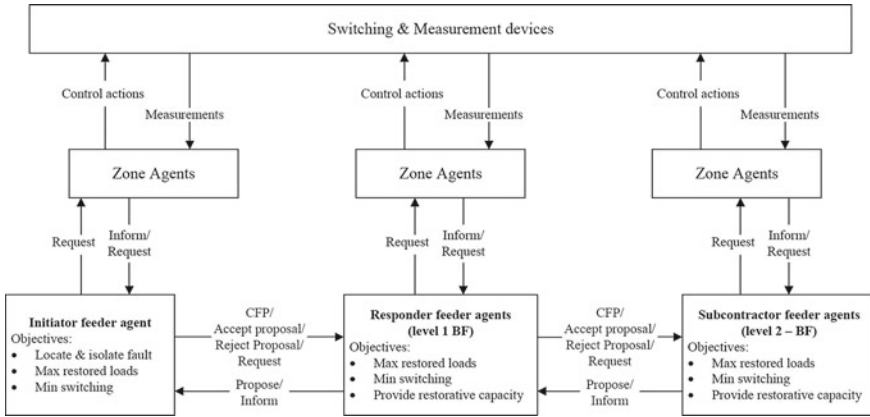 Switching & Measurement devices
Control actions
Measurements
Control actions
Measurements
Control actions
Measurements
Zone Agents
Zone Agents
Zone Agents
Request
Inform/
Request
Request
Inform/
Request
Request
Inform/
Request
Initiator feeder agent
Objectives:
• Locate & isolate fault
• Max restored loads
• Min switching
CFP/
Accept proposal/
Reject Proposal/
Request
Propose/
Inform
Responder feeder agents
(level 1 BF)
Objectives:
• Max restored loads
• Min switching
• Provide restorative capacity
CFP/
Accept proposal/
Reject Proposal/
Request
Propose/
Inform
Subcontractor feeder agents
(level 2 – BF)
Objectives:
• Max restored loads
• Min switching
• Provide restorative capacity